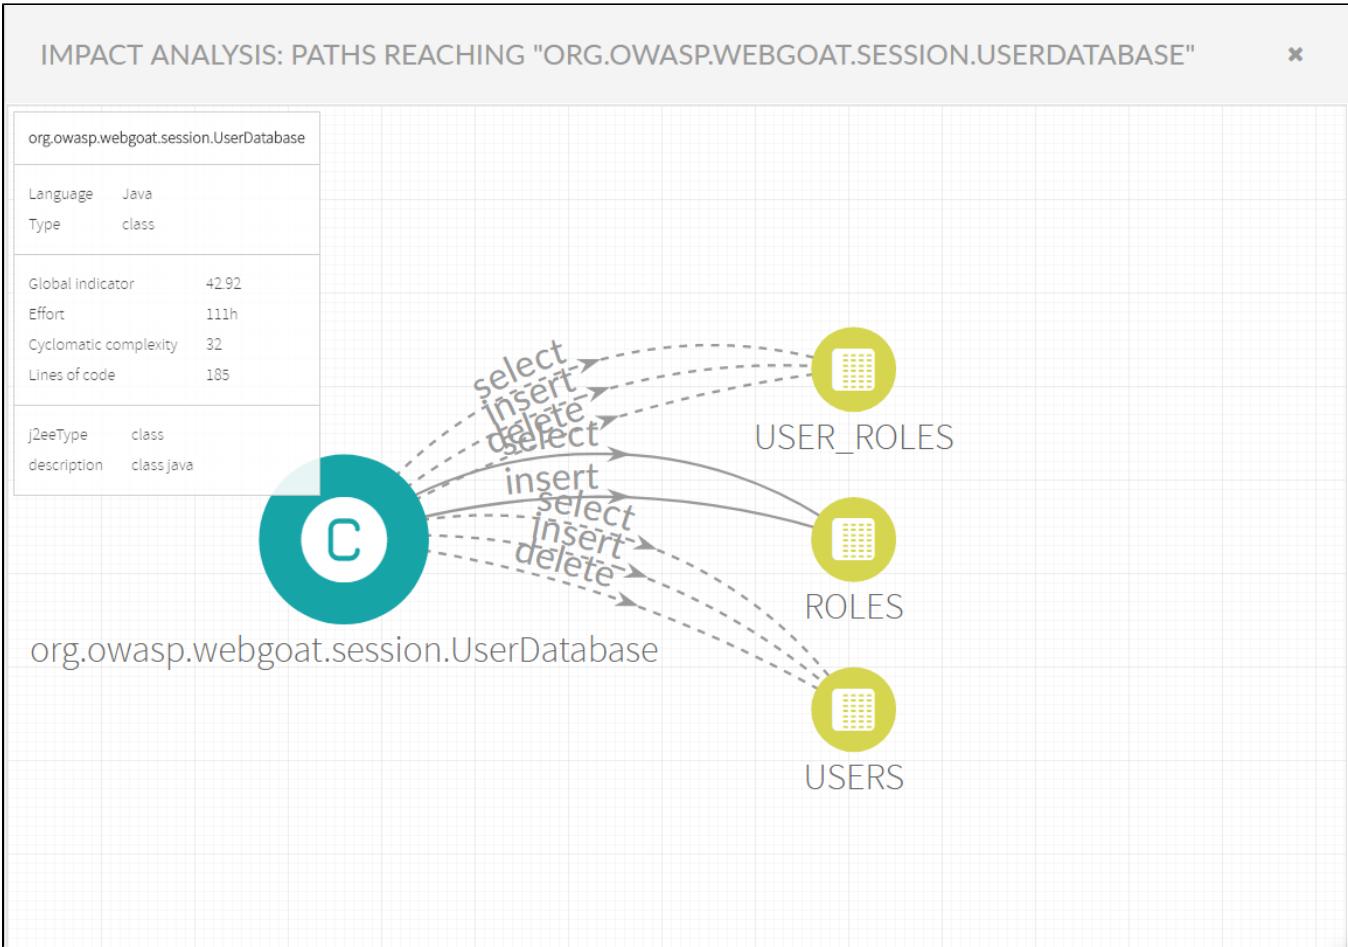 IMPACT ANALYSIS: PATHS REACHING "ORG.OWASP.WEBGOAT.SESSION.USERDATABASE"
org.owasp.webgoat.session.UserDatabase
Language Java
Type class
Global indicator 42.92
Effort 111h
Cyclomatic complexity 32
Lines of code 185
j2eeType class
description class java
select
insert
delete
select
insert
select
insert
delete
C
org.owasp.webgoat.session.UserDatabase
USER_ROLES
ROLES
USERS